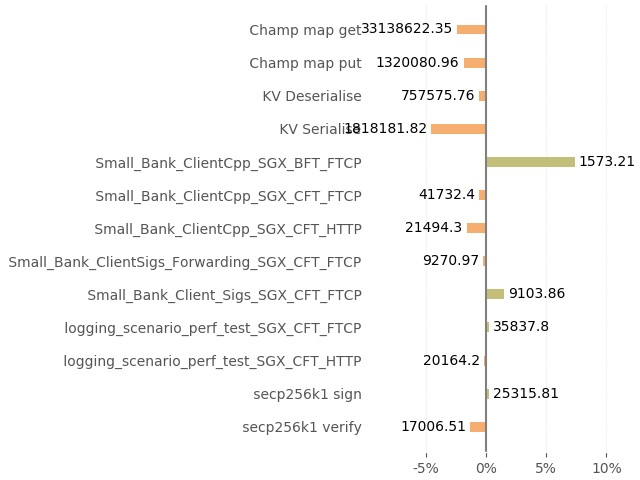 Champ map get 33138622.35
Champ map put 1320080.96
KV Deserialise 757575.76
KV Serialise 1818181.82
Small_Bank_ClientCpp_SGX_BFT_FTCP 1573.21
Small_Bank_ClientCpp_SGX_CFT_FTCP 41732.4
Small_Bank_ClientCpp_SGX_CFT_HTTP 21494.3
Small_Bank_ClientSigs_Forwarding_SGX_CFT_FTCP 9270.97
Small_Bank_Client_Sigs_SGX_CFT_FTCP 9103.86
logging_scenario_perf_test_SGX_CFT_FTCP 35837.8
logging_scenario_perf_test_SGX_CFT_HTTP 20164.2
secp256k1 sign 25315.81
secp256k1 verify 17006.51
-5% 0% 5% 10%